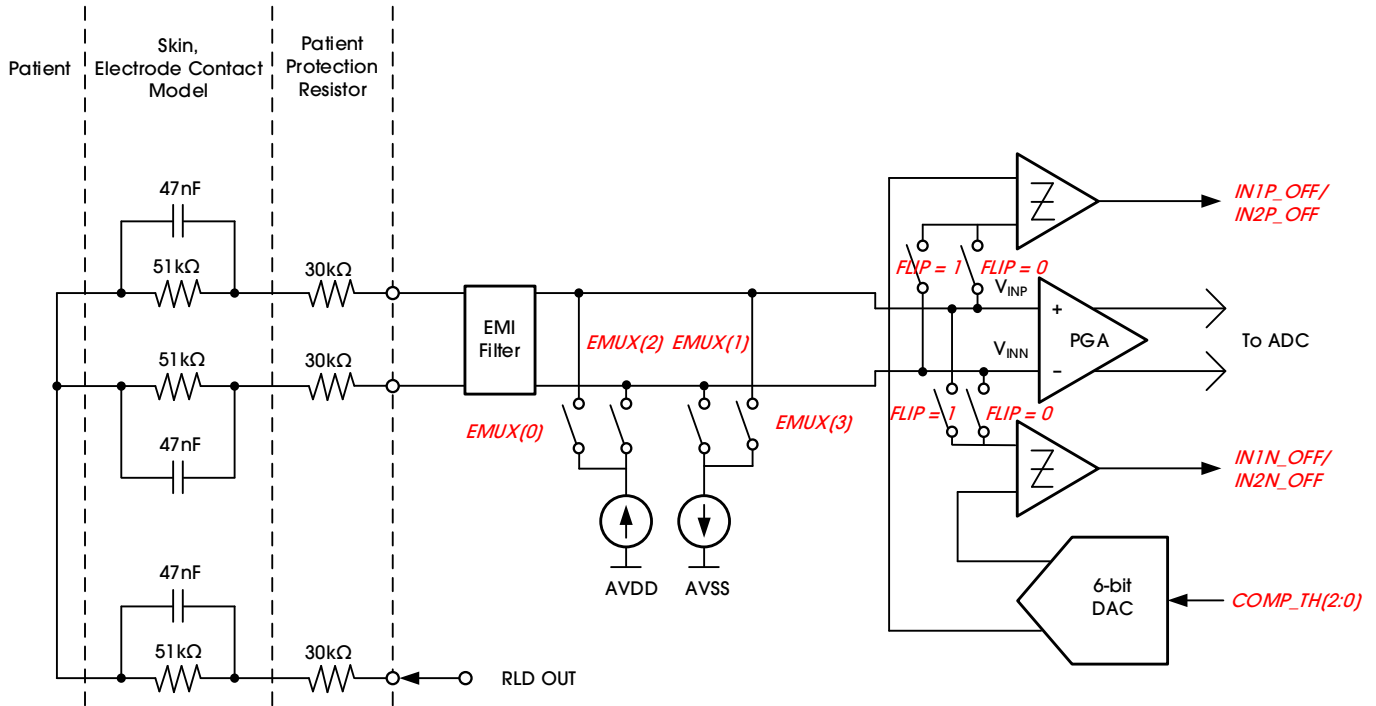 Patient
Skin,
Electrode Contact
Model
Patient
Protection
Resistor
47nF
51kΩ
30kΩ
51kΩ
30kΩ
47nF
47nF
51kΩ
30kΩ
RLD OUT
EMI
Filter
EMUX(2)
EMUX(1)
EMUX(0)
EMUX(3)
AVDD
AVSS
FLIP = 1
FLIP = 0
VINP
VINN
+
PGA
−
FLIP = 1
FLIP = 0
To ADC
IN1P_OFF/
IN2P_OFF
IN1N_OFF/
IN2N_OFF
6-bit
DAC
COMP_TH(2:0)